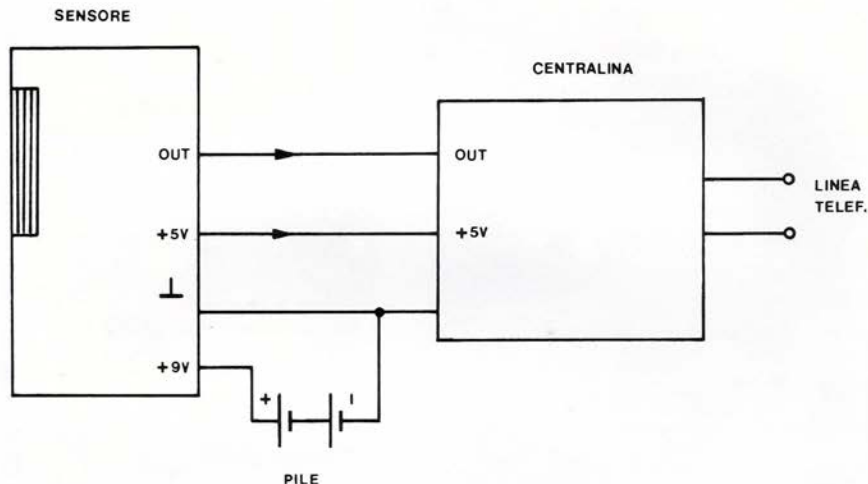 SENSORE
CENTRALINA
OUT
OUT
LINEA
TELEF.
+5V
+5V
+9V
+
PILE